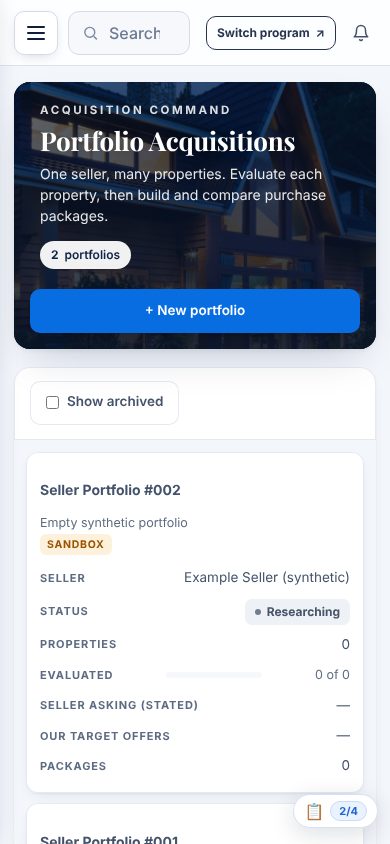 Search
Switch program ↗
ACQUISITION COMMAND
Portfolio Acquisitions
One seller, many properties. Evaluate each
property, then build and compare purchase
packages.
2 portfolios
+ New portfolio
Show archived
Seller Portfolio #002
Empty synthetic portfolio
SANDBOX
SELLER Example Seller (synthetic)
STATUS Researching
PROPERTIES 0
EVALUATED 0 of 0
SELLER ASKING (STATED) —
OUR TARGET OFFERS —
PACKAGES 0
2/4
Seller Portfolio #001